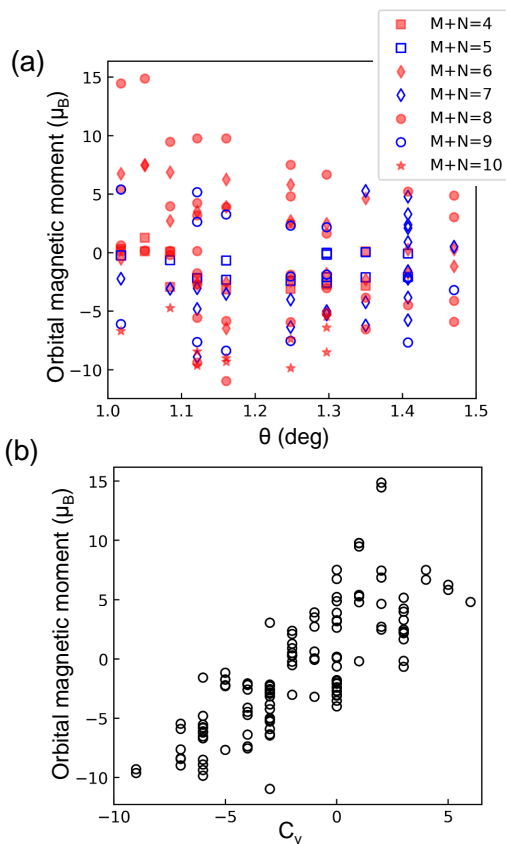 (a)
M+N=4
M+N=5
M+N=6
M+N=7
M+N=8
M+N=9
M+N=10
Orbital magnetic moment (μB)
15
10
5
0
−5
−10
1.0 1.1 1.2 1.3 1.4 1.5
θ (deg)
(b)
Orbital magnetic moment (μB)
15
10
5
0
−5
−10
−10 −5 0 5
Cv